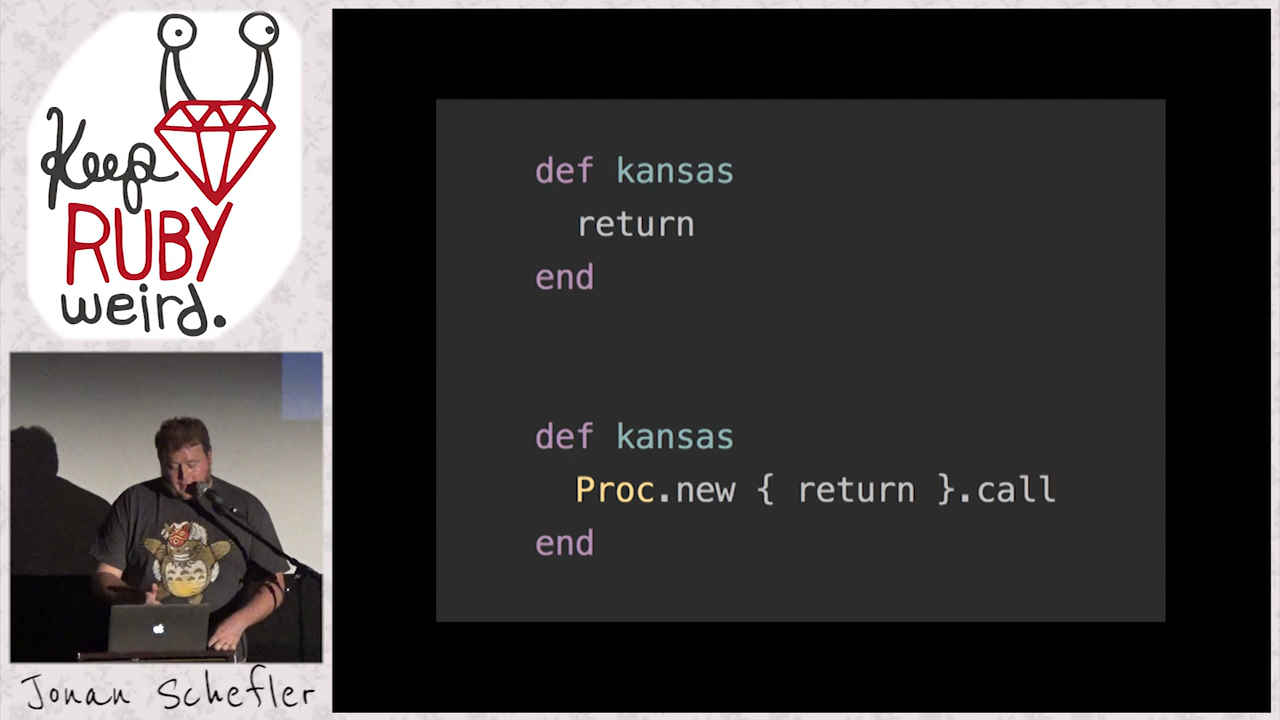 Keep
RUBY
weird.
Jonan Schefler
def kansas
  return
end
def kansas
  Proc.new { return }.call
end